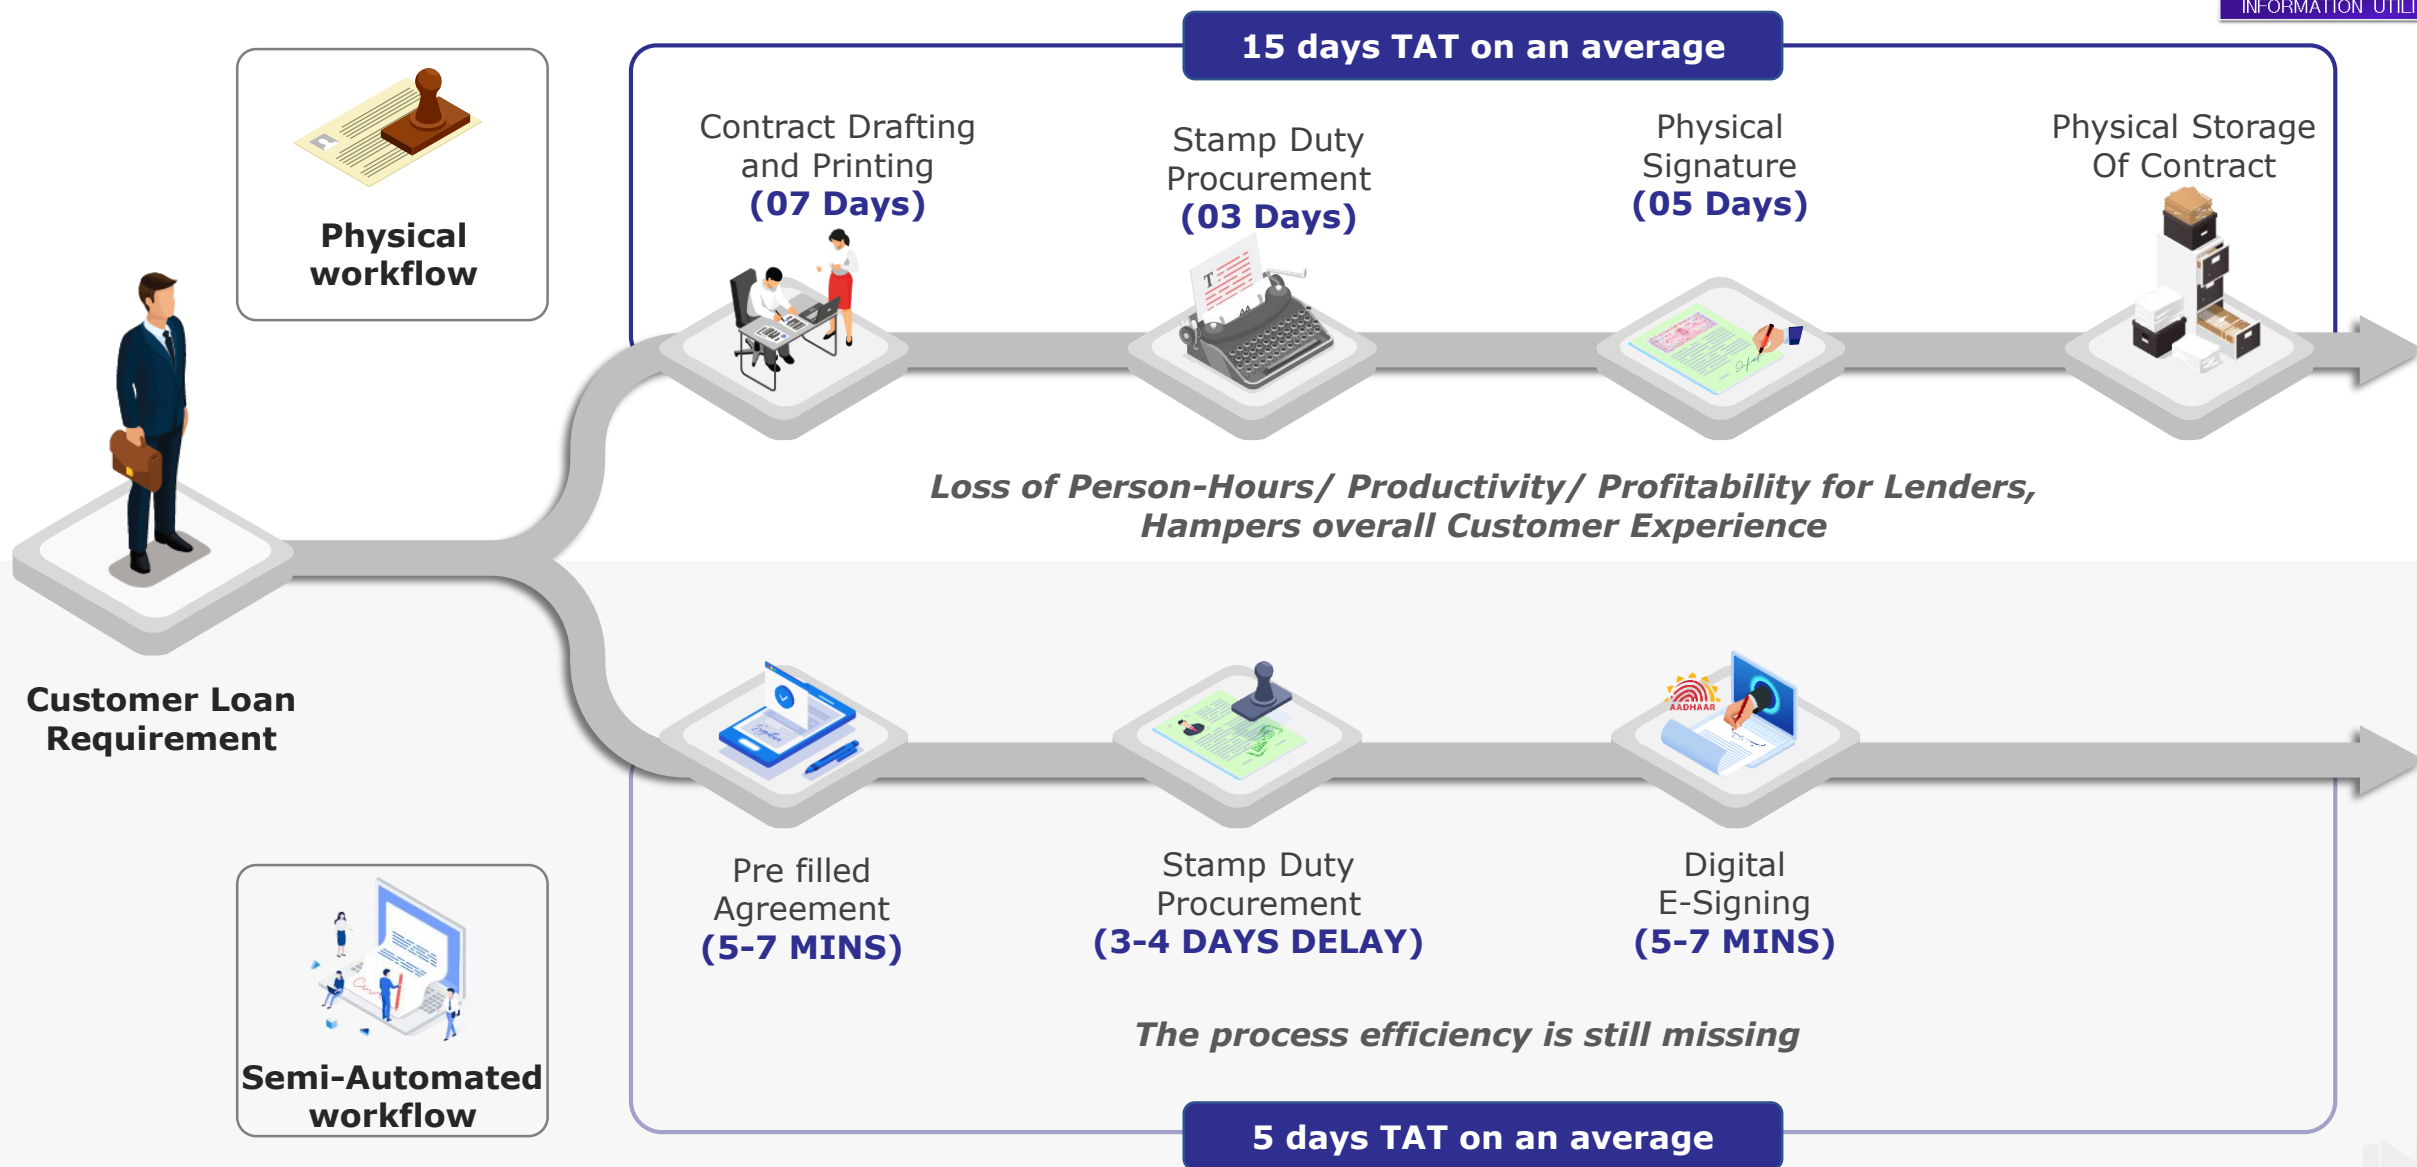 INFORMATION UTILI
15 days TAT on an average
Physical
workflow
Contract Drafting
and Printing
(07 Days)
Stamp Duty
Procurement
(03 Days)
Physical
Signature
(05 Days)
Physical Storage
Of Contract
T
Loss of Person-Hours/ Productivity/ Profitability for Lenders,
Hampers overall Customer Experience
Customer Loan
Requirement
AADHAAR
Pre filled
Agreement
(5-7 MINS)
Stamp Duty
Procurement
(3-4 DAYS DELAY)
Digital
E-Signing
(5-7 MINS)
The process efficiency is still missing
Semi-Automated
workflow
5 days TAT on an average